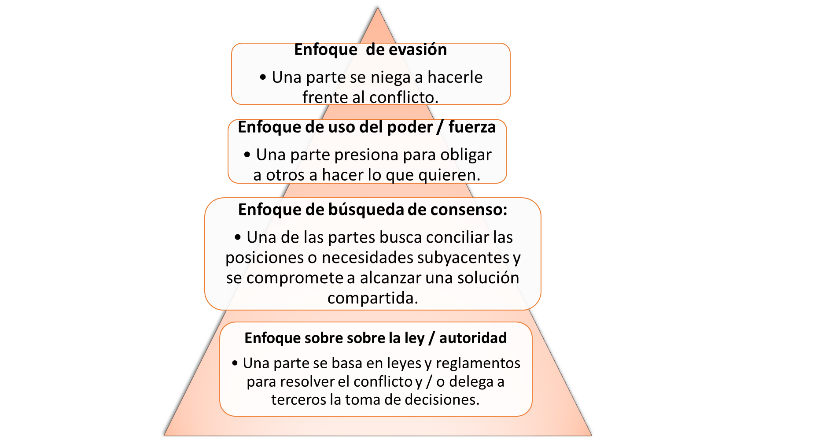 Enfoque  de evasión
• Una parte se niega a hacerle
frente al conflicto.
Enfoque de uso del poder / fuerza
• Una parte presiona para obligar
a otros a hacer lo que quieren.
Enfoque de búsqueda de consenso:
• Una de las partes busca conciliar las
posiciones o necesidades subyacentes y
se compromete a alcanzar una solución
compartida.
Enfoque sobre sobre la ley / autoridad
• Una parte se basa en leyes y reglamentos
para resolver el conflicto y / o delega a
terceros la toma de decisiones.